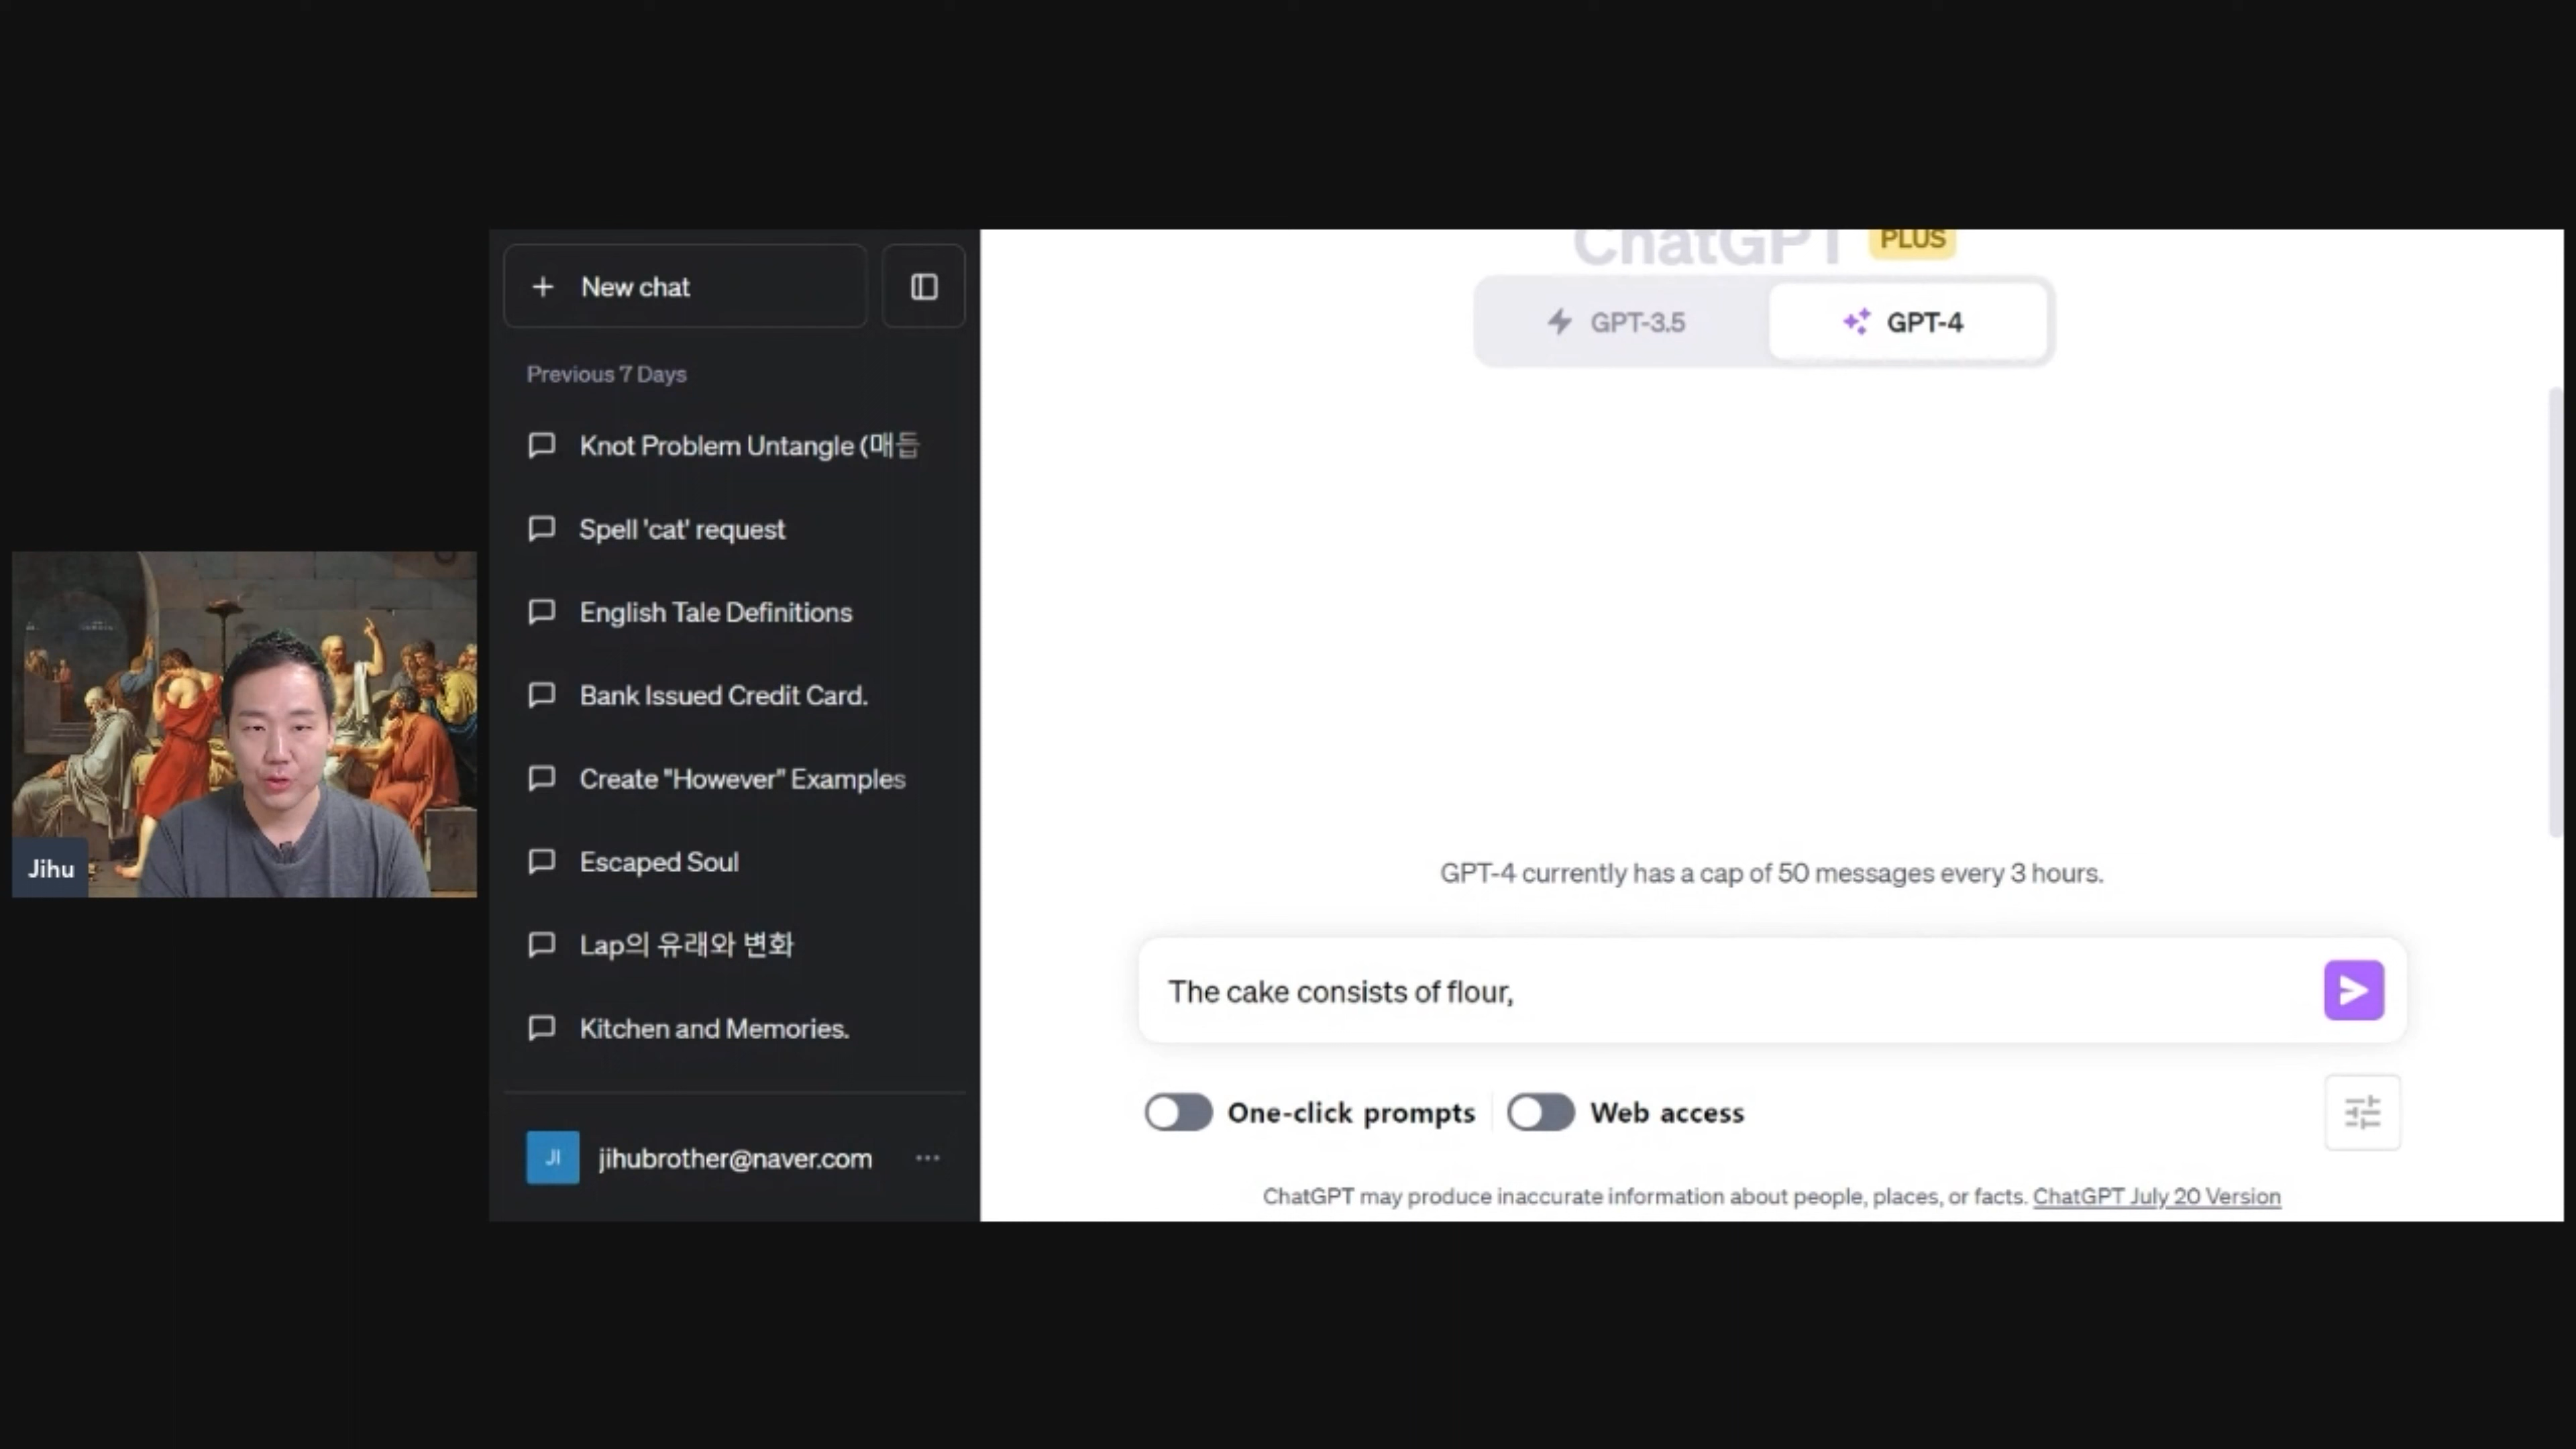 ChatGPT PLUS
GPT-3.5 GPT-4
New chat
Previous 7 Days
Knot Problem Untangle (매듭
Spell 'cat' request
English Tale Definitions
Bank Issued Credit Card.
Create "However" Examples
Escaped Soul
Lap의 유래와 변화
Kitchen and Memories.
JI jihubrother@naver.com
Jihu
GPT-4 currently has a cap of 50 messages every 3 hours.
The cake consists of flour,
One-click prompts Web access
ChatGPT may produce inaccurate information about people, places, or facts. ChatGPT July 20 Version